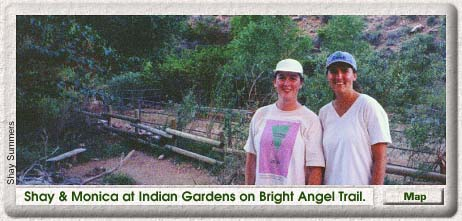 Shay Summers
Shay & Monica at Indian Gardens on Bright Angel Trail.
Map